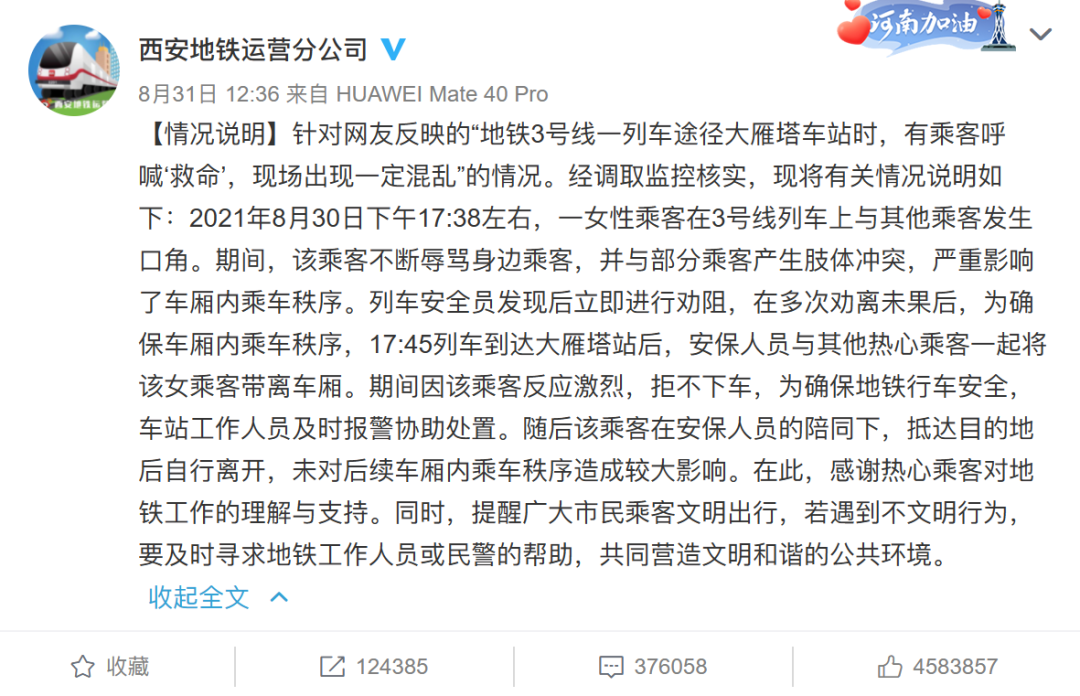 河南加油
西安地铁运营分公司
8月31日 12:36 来自 HUAWEI Mate 40 Pro
【情况说明】针对网友反映的“地铁3号线一列车途径大雁塔车站时，有乘客呼
喊‘救命’，现场出现一定混乱”的情况。经调取监控核实，现将有关情况说明如
下：2021年8月30日下午17:38左右，一女性乘客在3号线列车上与其他乘客发生
口角。期间，该乘客不断辱骂身边乘客，并与部分乘客产生肢体冲突，严重影响
了车厢内乘车秩序。列车安全员发现后立即进行劝阻，在多次劝离未果后，为确
保车厢内乘车秩序，17:45列车到达大雁塔站后，安保人员与其他热心乘客一起将
该女乘客带离车厢。期间因该乘客反应激烈，拒不下车，为确保地铁行车安全，
车站工作人员及时报警协助处置。随后该乘客在安保人员的陪同下，抵达目的地
后自行离开，未对后续车厢内乘车秩序造成较大影响。在此，感谢热心乘客对地
铁工作的理解与支持。同时，提醒广大市民乘客文明出行，若遇到不文明行为，
要及时寻求地铁工作人员或民警的帮助，共同营造文明和谐的公共环境。
收起全文
收藏
124385
376058
4583857